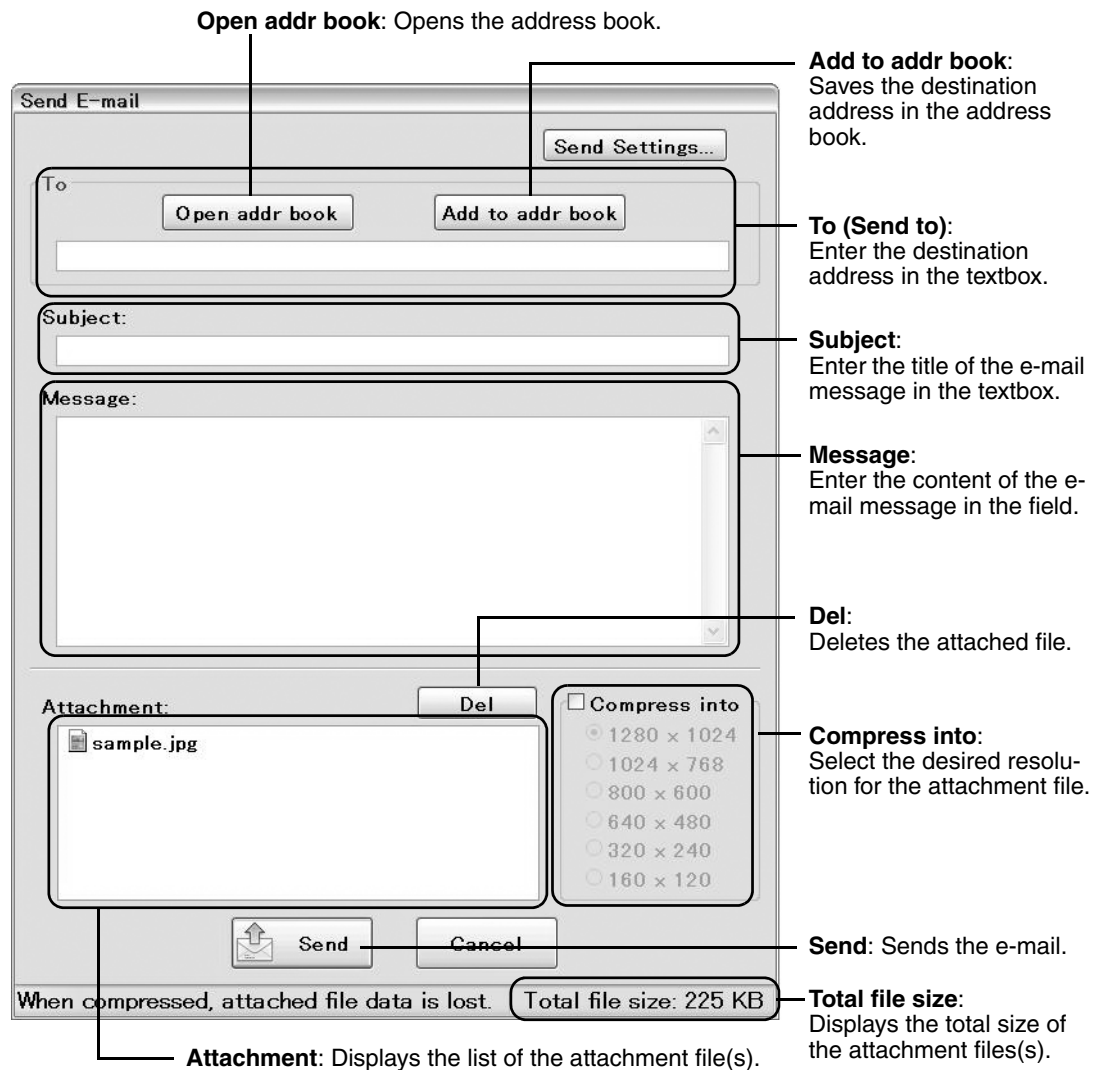 Open addr book: Opens the address book.
Add to addr book:
Saves the destination
address in the address
book.
Send E-mail
Send Settings...
To
Open addr book
Add to addr book
To (Send to):
Enter the destination
address in the textbox.
Subject:
Subject:
Enter the title of the e-mail
message in the textbox.
Message:
Message:
Enter the content of the e-
mail message in the field.
Del:
Deletes the attached file.
Attachment:
Del
Compress into
sample.jpg
1280 × 1024
1024 × 768
800 × 600
640 × 480
320 × 240
160 × 120
Compress into:
Select the desired resolu-
tion for the attachment file.
Send
Cancel
Send: Sends the e-mail.
When compressed, attached file data is lost.
Total file size: 225 KB
Total file size:
Displays the total size of
the attachment files(s).
Attachment: Displays the list of the attachment file(s).